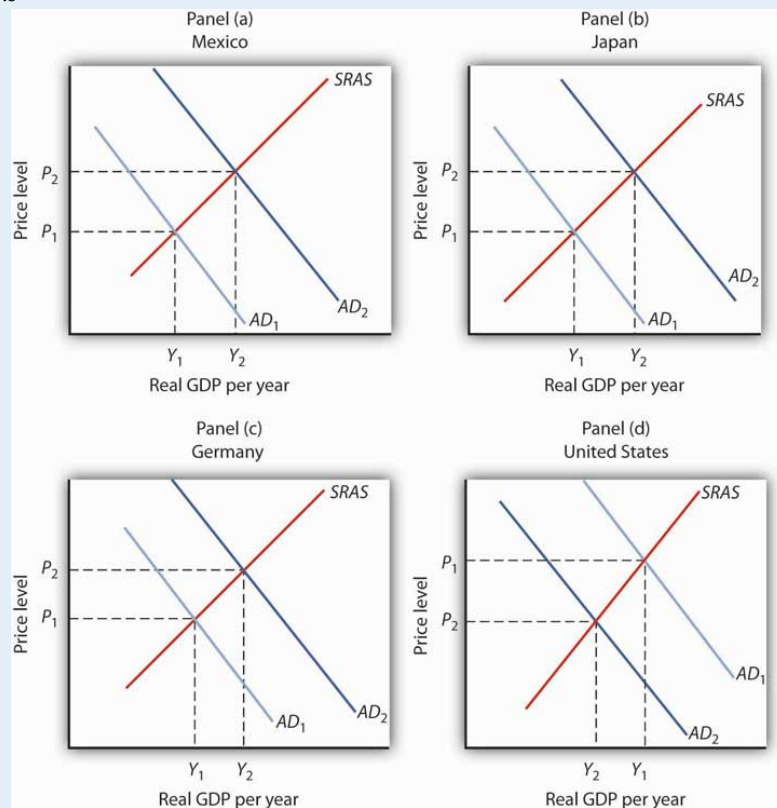 Panel (a)
Mexico
SRAS
Price level
P2
P1
AD2
AD1
Y1 Y2
Real GDP per year
Panel (b)
Japan
SRAS
Price level
P2
P1
AD2
AD1
Y1 Y2
Real GDP per year
Panel (c)
Germany
SRAS
Price level
P2
P1
AD1
AD2
Y1 Y2
Real GDP per year
Panel (d)
United States
SRAS
Price level
P1
P2
AD1
AD2
Y2 Y1
Real GDP per year